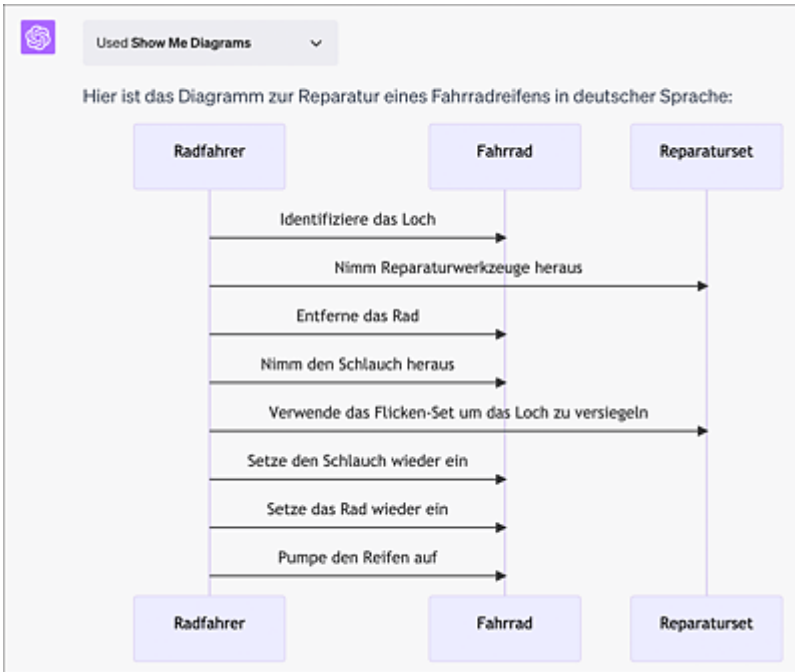 Used Show Me Diagrams
Hier ist das Diagramm zur Reparatur eines Fahrradreifens in deutscher Sprache:
Radfahrer Fahrrad Reparaturset
Identifiziere das Loch
Nimm Reparaturwerkzeuge heraus
Entferne das Rad
Nimm den Schlauch heraus
Verwende das Flicken-Set um das Loch zu versiegeln
Setze den Schlauch wieder ein
Setze das Rad wieder ein
Pumpe den Reifen auf
Radfahrer Fahrrad Reparaturset